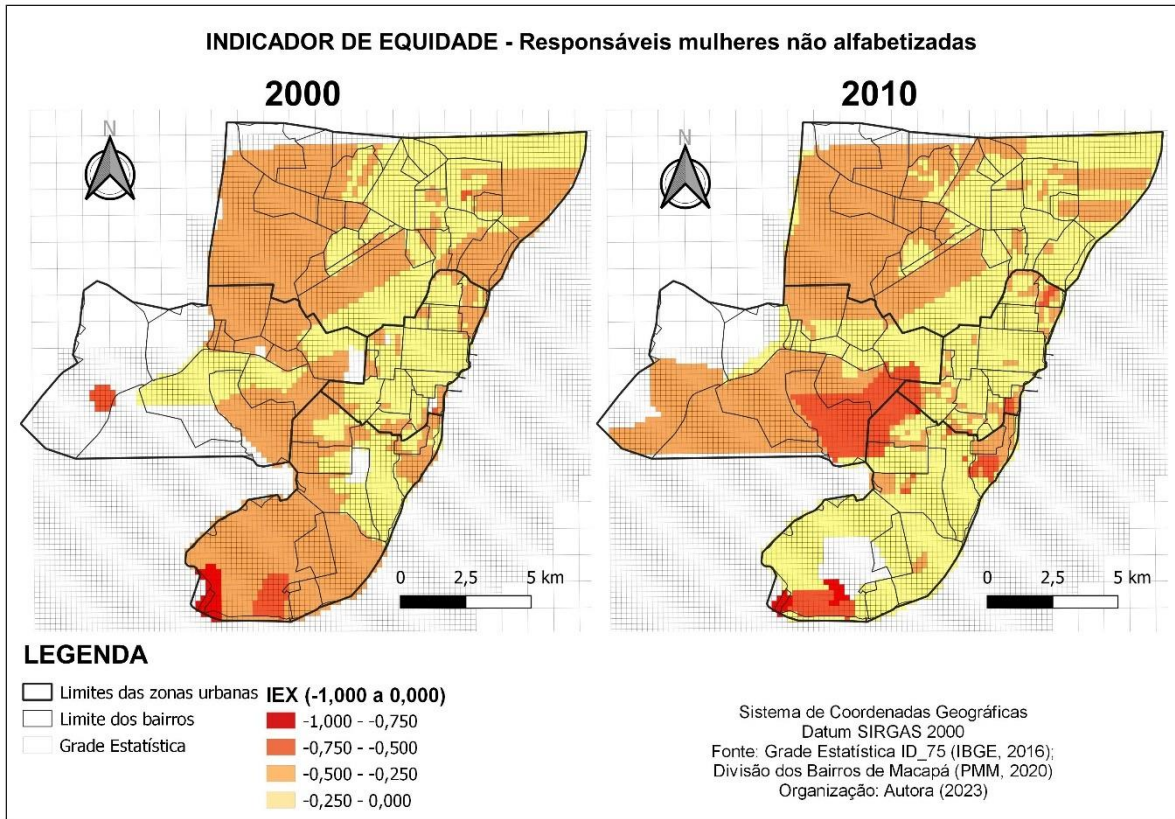 INDICADOR DE EQUIDADE - Responsáveis mulheres não alfabetizadas
2000
2010
N
N
0 2,5 5 km
0 2,5 5 km
LEGENDA
Limites das zonas urbanas
Limite dos bairros
Grade Estatística
IEX (-1,000 a 0,000)
-1,000 - -0,750
-0,750 - -0,500
-0,500 - -0,250
-0,250 - 0,000
Sistema de Coordenadas Geográficas
Datum SIRGAS 2000
Fonte: Grade Estatística ID_75 (IBGE, 2016);
Divisão dos Bairros de Macapá (PMM, 2020)
Organização: Autora (2023)